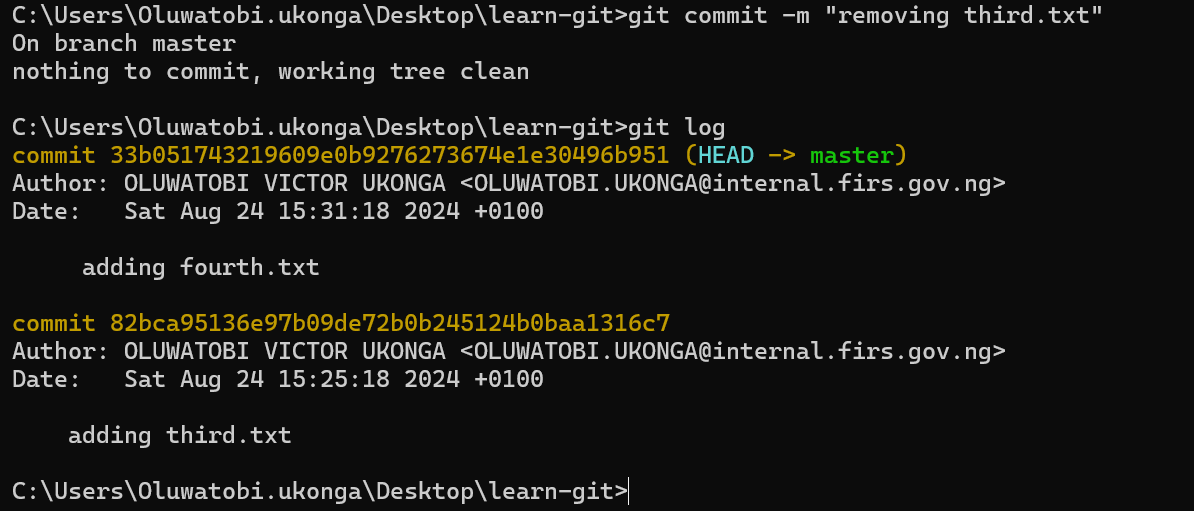 C:\Users\Oluwatobi.ukonga\Desktop\learn-git>git commit -m "removing third.txt"
On branch master
nothing to commit, working tree clean
C:\Users\Oluwatobi.ukonga\Desktop\learn-git>git log
commit 33b051743219609e0b9276273674e1e30496b951 (HEAD -> master)
Author: OLUWATOBI VICTOR UKONGA <OLUWATOBI.UKONGA@internal.firs.gov.ng>
Date:   Sat Aug 24 15:31:18 2024 +0100
     adding fourth.txt
commit 82bca95136e97b09de72b0b245124b0baa1316c7
Author: OLUWATOBI VICTOR UKONGA <OLUWATOBI.UKONGA@internal.firs.gov.ng>
Date:   Sat Aug 24 15:25:18 2024 +0100
    adding third.txt
C:\Users\Oluwatobi.ukonga\Desktop\learn-git>